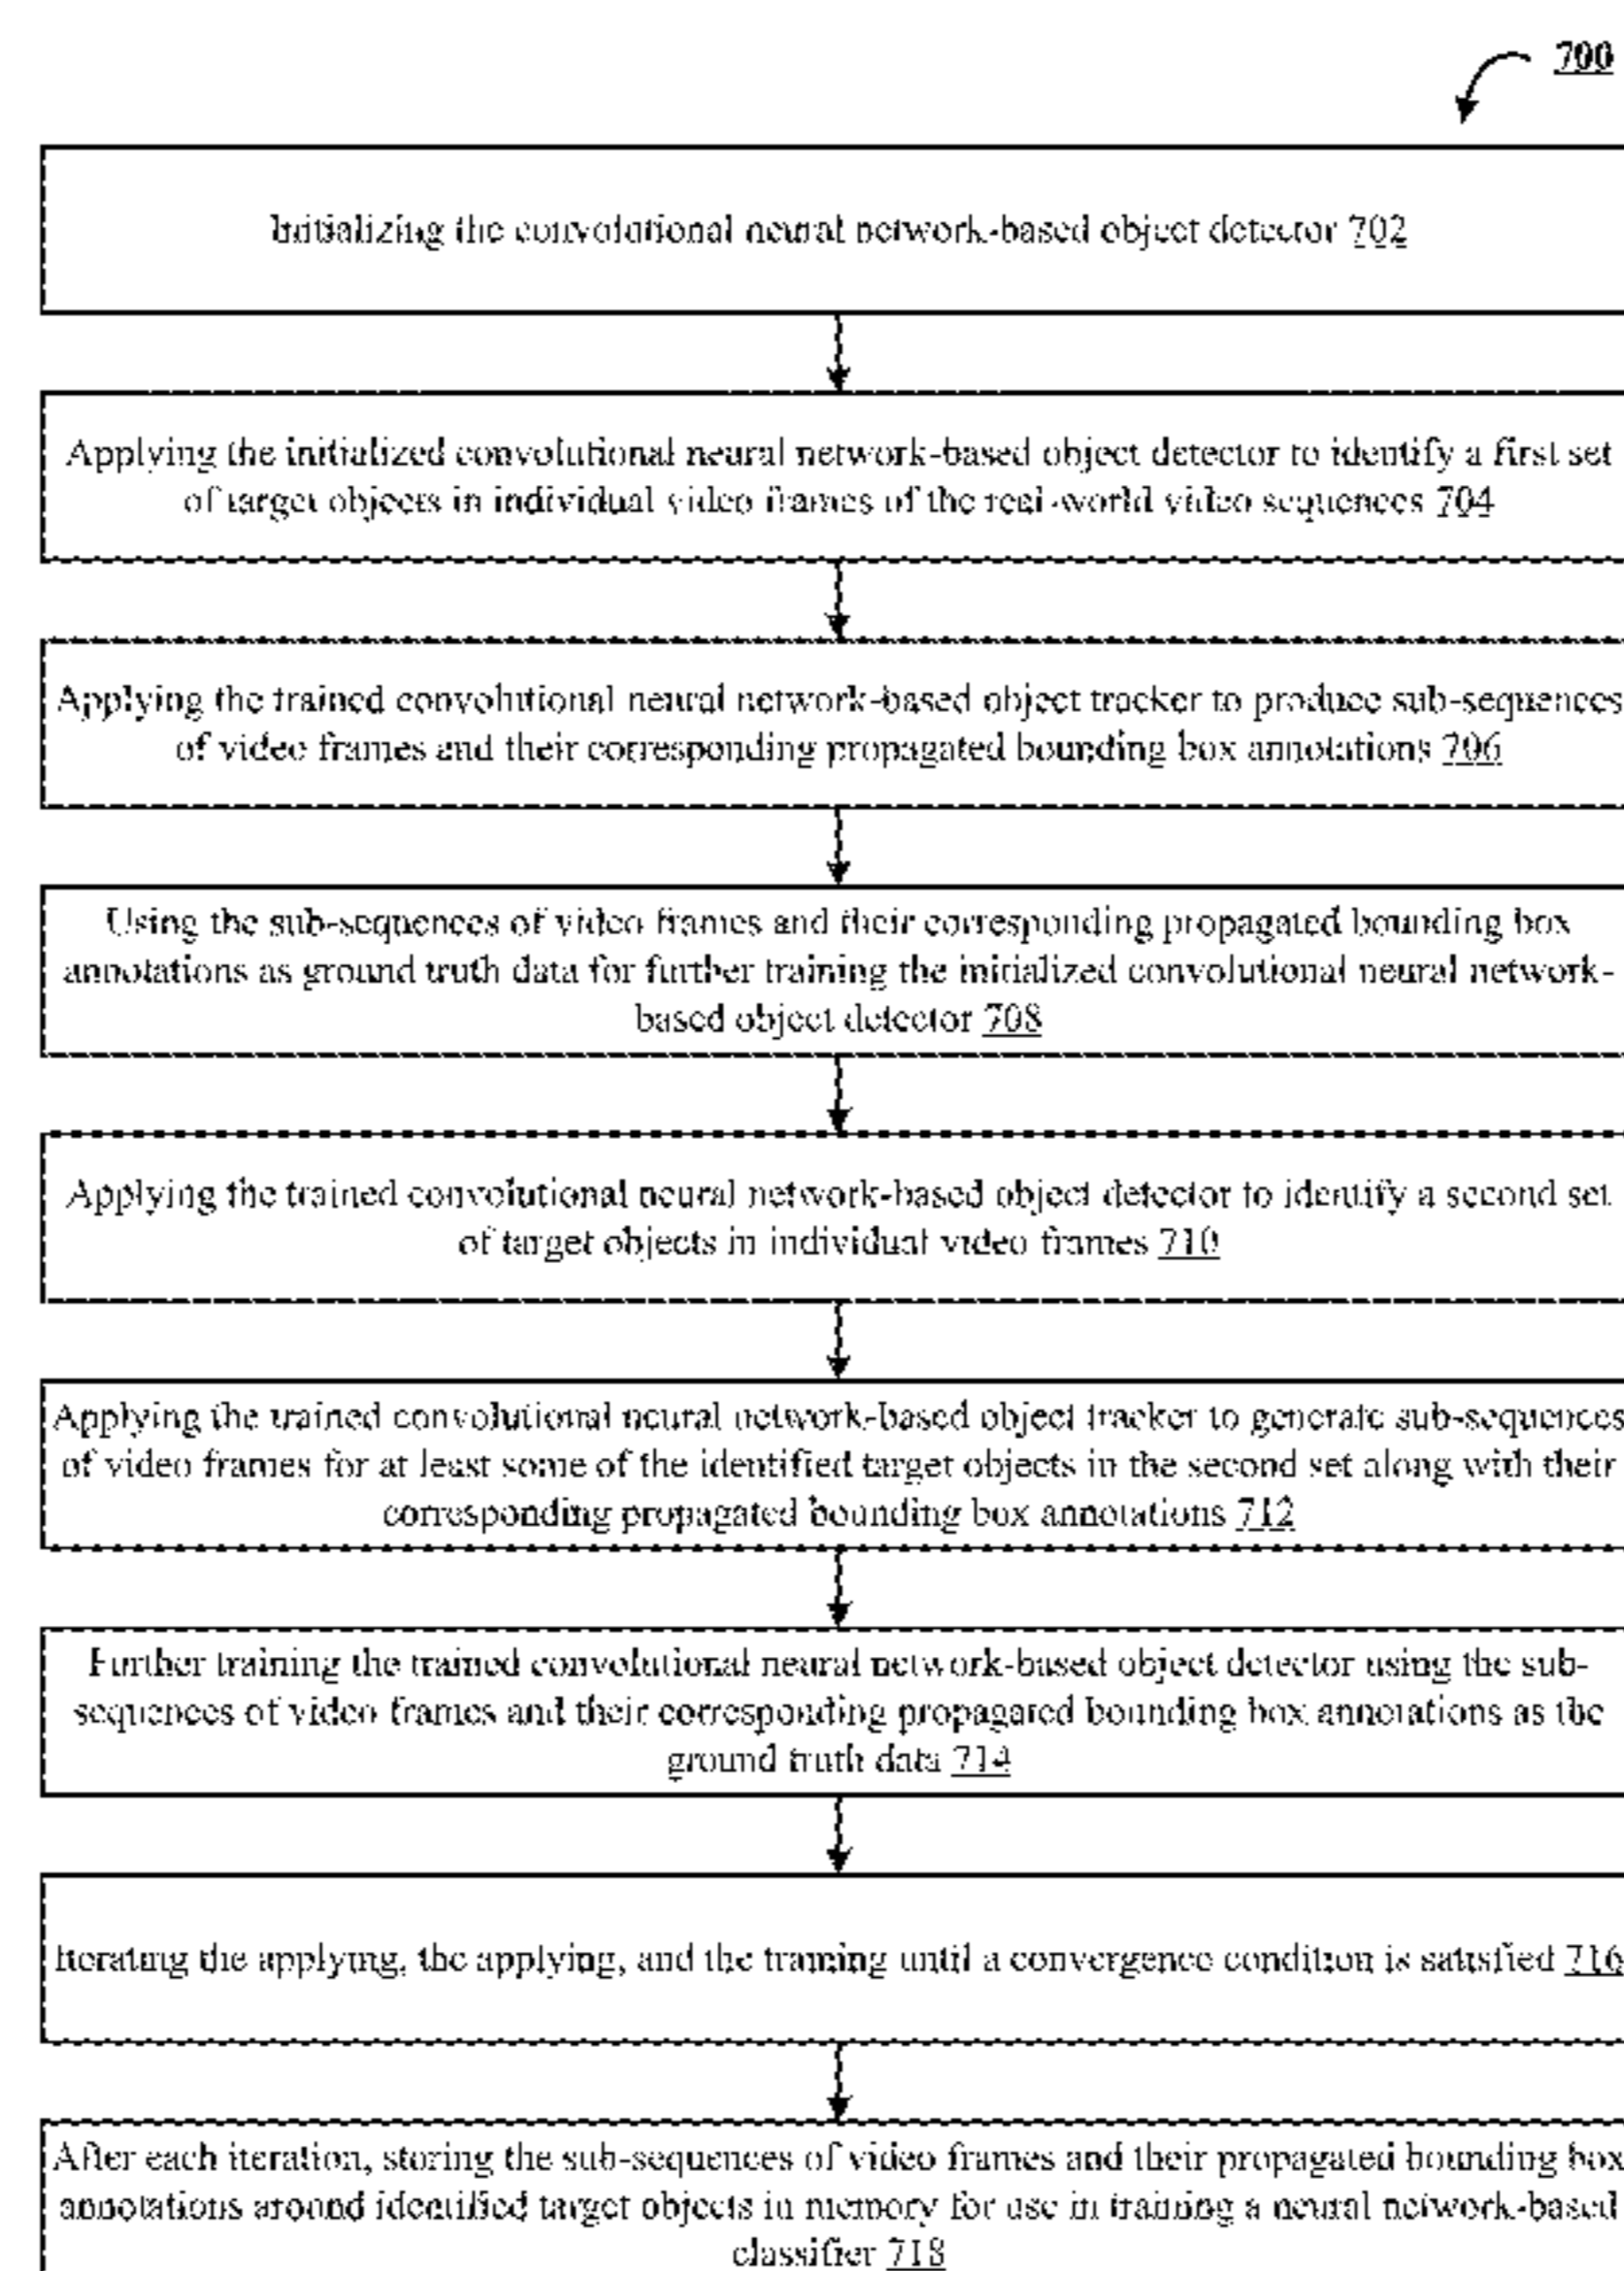 700
Initializing the convolutional neural network-based object detector 702
Applying the initialized convolutional neural network-based object detector to identify a first set
of target objects in individual video frames of the real-world video sequences 704
Applying the trained convolutional neural network-based object tracker to produce sub-sequences
of video frames and their corresponding propagated bounding box annotations 706
Using the sub-sequences of video frames and their corresponding propagated bounding box
annotations as ground truth data for further training the initialized convolutional neural network-
based object detector 708
Applying the trained convolutional neural network-based object detector to identify a second set
of target objects in individual video frames 710
Applying the trained convolutional neural network-based object tracker to generate sub-sequences
of video frames for at least some of the identified target objects in the second set along with their
corresponding propagated bounding box annotations 712
Further training the trained convolutional neural network-based object detector using the sub-
sequences of video frames and their corresponding propagated bounding box annotations as the
ground truth data 714
Iterating the applying, the applying, and the training until a convergence condition is satisfied 716
After each iteration, storing the sub-sequences of video frames and their propagated bounding box
annotations around identified target objects in memory for use in training a neural network-based
classifier 718